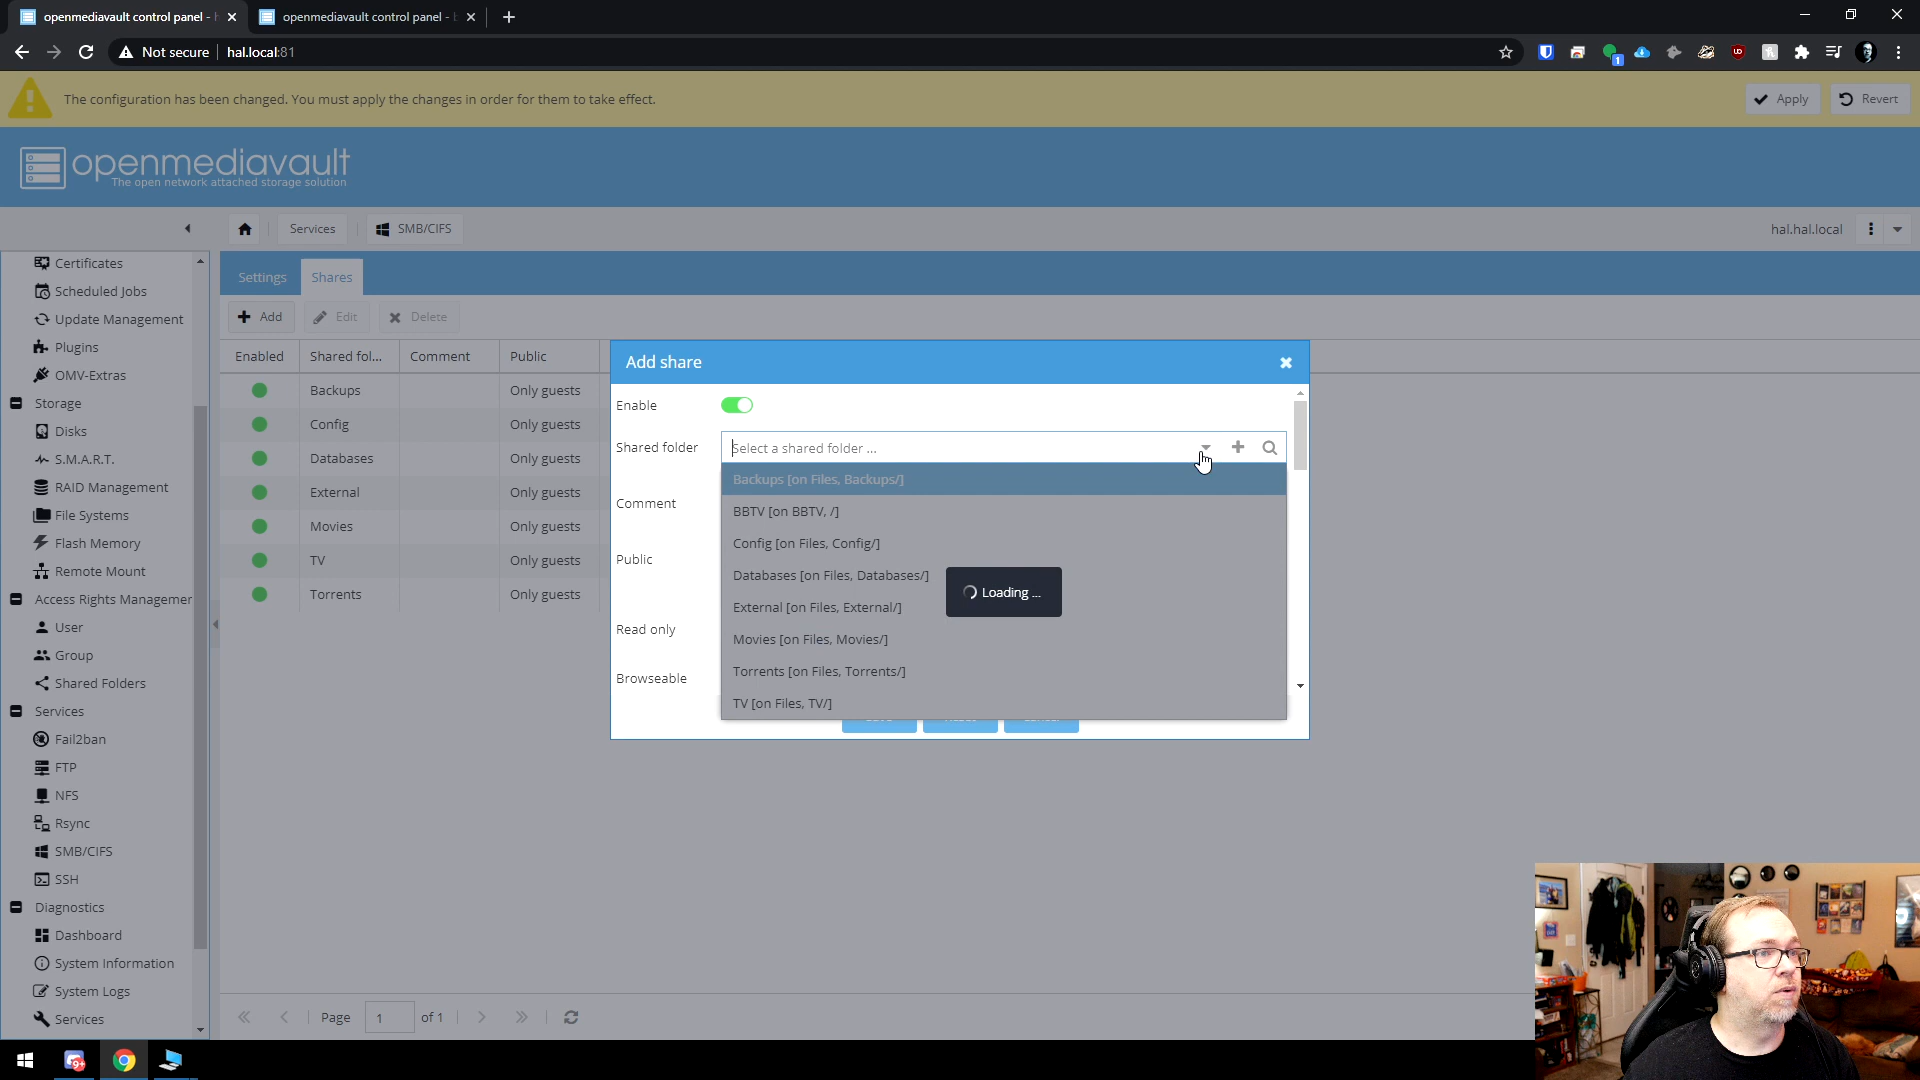 openmediavault control panel - 
openmediavault control panel - 
Not secure hal.local:81
The configuration has been changed. You must apply the changes in order for them to take effect.
Apply
Revert
openmediavault
The open network attached storage solution
Services
SMB/CIFS
hal.hal.local
Certificates
Scheduled Jobs
Update Management
Plugins
OMV-Extras
Storage
Disks
S.M.A.R.T.
RAID Management
File Systems
Flash Memory
Remote Mount
Access Rights Managemer
User
Group
Shared Folders
Services
Fail2ban
FTP
NFS
Rsync
SMB/CIFS
SSH
Diagnostics
Dashboard
System Information
System Logs
Services
Settings
Shares
Add
Edit
Delete
Enabled Shared fol... Comment Public
Backups Only guests
Config Only guests
Databases Only guests
External Only guests
Movies Only guests
TV Only guests
Torrents Only guests
Add share
Enable
Shared folder
Select a shared folder ...
Comment
Public
Read only
Browseable
Backups [on Files, Backups/]
BBTV [on BBTV, /]
Config [on Files, Config/]
Databases [on Files, Databases/]
External [on Files, External/]
Movies [on Files, Movies/]
Torrents [on Files, Torrents/]
TV [on Files, TV/]
Loading ...
Page 1 of 1
9+